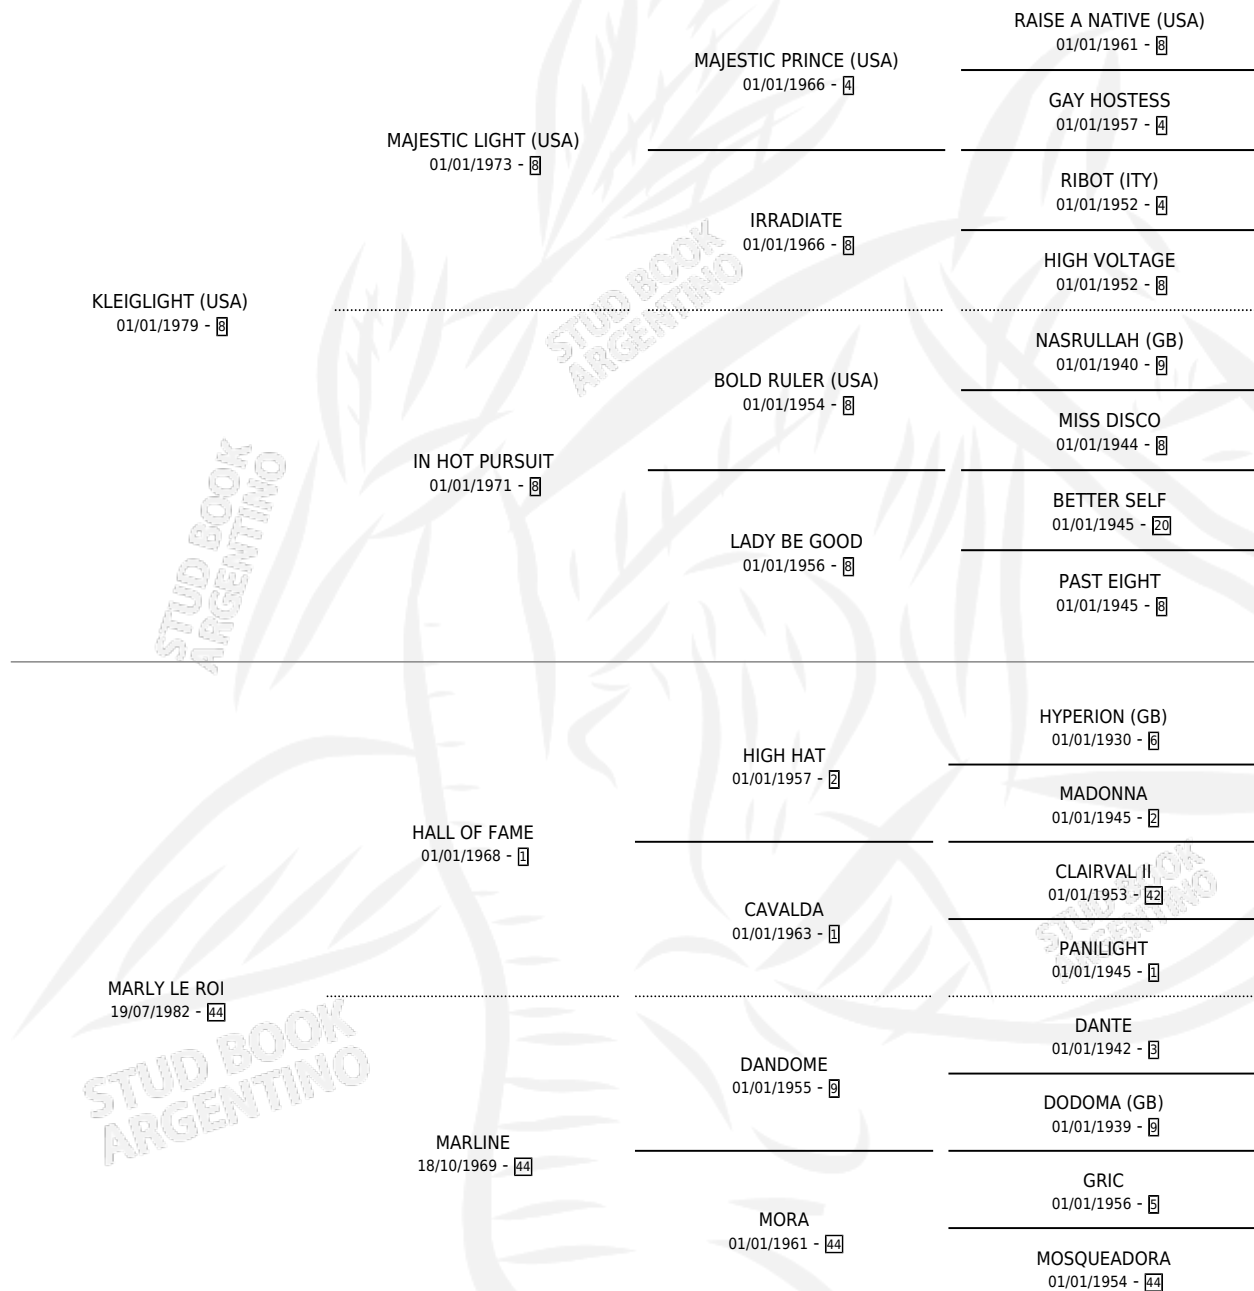 RAISE A NATIVE (USA)
01/01/1961 - 8
MAJESTIC PRINCE (USA)
01/01/1966 - 4
GAY HOSTESS
01/01/1957 - 4
MAJESTIC LIGHT (USA)
01/01/1973 - 8
RIBOT (ITY)
01/01/1952 - 4
IRRADIATE
01/01/1966 - 8
HIGH VOLTAGE
01/01/1952 - 8
KLEIGLIGHT (USA)
01/01/1979 - 8
NASRULLAH (GB)
01/01/1940 - 9
BOLD RULER (USA)
01/01/1954 - 8
MISS DISCO
01/01/1944 - 8
IN HOT PURSUIT
01/01/1971 - 8
BETTER SELF
01/01/1945 - 20
LADY BE GOOD
01/01/1956 - 8
PAST EIGHT
01/01/1945 - 8
HYPERION (GB)
01/01/1930 - 6
HIGH HAT
01/01/1957 - 2
MADONNA
01/01/1945 - 2
HALL OF FAME
01/01/1968 - 1
CLAIRVAL II
01/01/1953 - 42
CAVALDA
01/01/1963 - 1
PANILIGHT
01/01/1945 - 1
MARLY LE ROI
19/07/1982 - 44
DANTE
01/01/1942 - 3
DANDOME
01/01/1955 - 9
DODOMA (GB)
01/01/1939 - 9
MARLINE
18/10/1969 - 44
GRIC
01/01/1956 - 5
MORA
01/01/1961 - 44
MOSQUEADORA
01/01/1954 - 44
STUD BOOK
ARGENTINO
STUD BOOK
ARGENTINO
STUD BOOK
ARGENTINO
STUD BOOK
ARGENTINO